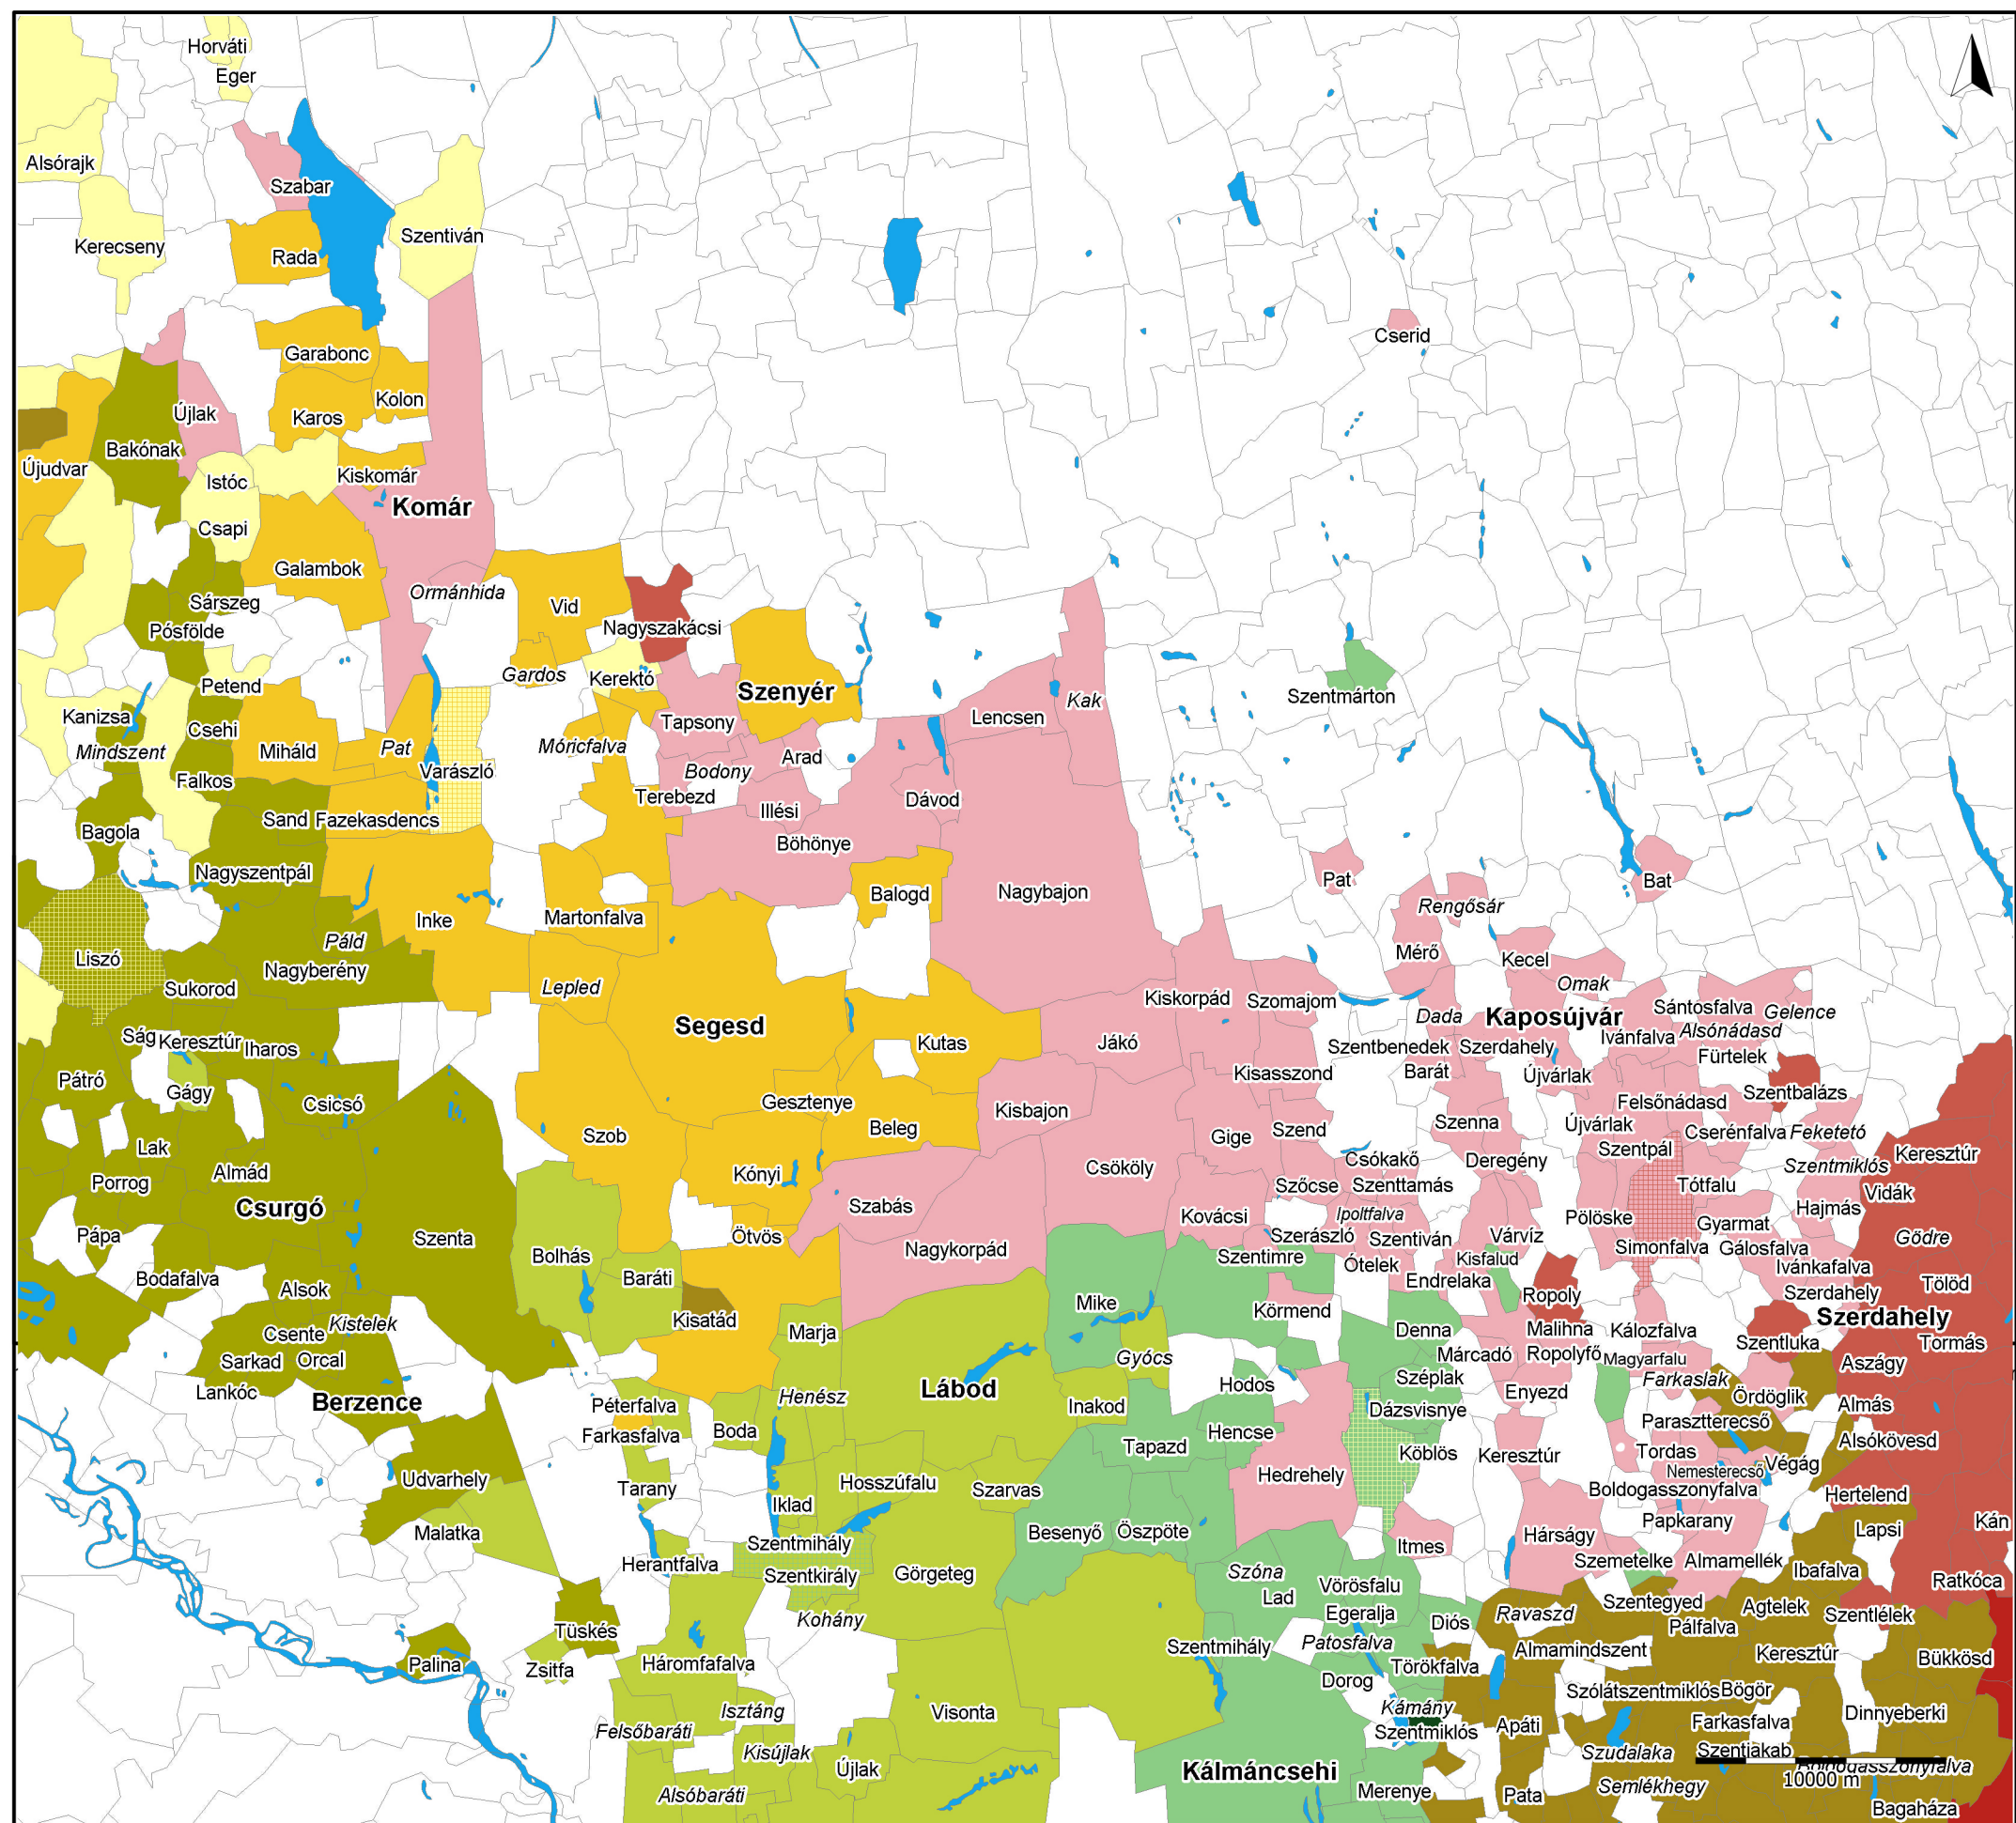 Horváti
Eger
Alsórajk
Szabar
Kerecseny
Szentiván
Rada
Cserid
Garabonc
Kolon
Újlak
Karos
Bakónak
Újudvar
Istóc
Kiskomár
Komár
Csapi
Galambok
Ormánhida
Sárszeg
Vid
Pósfölde
Nagyszakácsi
Gardos
Kerektó
Petend
Szenyér
Szentmárton
Kak
Kanizsa
Lencsen
Csehi
Tapsony
Mindszent
Miháld
Pat
Móricfalva
Arad
Varászló
Bodony
Falkos
Terebezd
Dávod
Illési
Sand
Fazekasdencs
Bagola
Böhönye
Nagyszentpál
Pat
Bat
Balogd
Nagybajon
Inke
Martonfalva
Rengősár
Páld
Mérő
Liszó
Nagyberény
Kecel
Sukorod
Lepled
Omak
Kiskorpád
Szomajom
Sántosfalva
Gelence
Segesd
Dada
Kaposújvár
Alsónádasd
Ság
Keresztúr
Iharos
Kutas
Jákó
Szentbenedek
Szerdahely
Ivánfalva
Fürtelek
Pátró
Kisasszond
Barát
Újvárlak
Gágy
Csicsó
Gesztenye
Kisbajon
Felsőnádasd
Szentbalázs
Szob
Beleg
Gige
Szend
Szenna
Újvárlak
Cserénfalva
Feketetó
Lak
Szentpál
Keresztúr
Almád
Kónyi
Csököly
Csókakő
Deregény
Szentmiklós
Porrog
Szőcse
Szenttamás
Tótfalu
Vidák
Csurgó
Szabás
Kovácsi
Ipoltfalva
Pölöske
Hajmás
Pápa
Szenta
Ötvös
Szerászló
Szentiván
Várvíz
Gyarmat
Gödre
Bolhás
Nagykorpád
Szentimre
Ótelek
Kisfalud
Simonfalva
Gálosfalva
Bodafalva
Baráti
Endrelaka
Ivánkafalva
Alsok
Ropoly
Szerdahely
Tölöd
Mike
Körmend
Kistelek
Kisatád
Marja
Szerdahely
Csente
Denna
Malihna
Kálozfalva
Szentluka
Tormás
Sarkad
Orcal
Gyócs
Márcadó
Ropolyfő
Magyarfalu
Aszágy
Lankóc
Berzence
Henész
Lábod
Hodos
Széplak
Enyezd
Farkaslak
Ördöglik
Péterfalva
Inakod
Dázsvisnye
Almás
Farkasfalva
Boda
Hencse
Parasztterecső
Tapazd
Köblös
Keresztúr
Tordas
Alsókövesd
Udvarhely
Tarany
Hosszúfalu
Hedrehely
Nemesterecső
Végág
Szarvas
Boldogasszonyfalva
Hertelend
Iklad
Papkarany
Malatka
Szentmihály
Besenyő
Öszpöte
Hárságy
Lapsi
Kán
Itmes
Herantfalva
Szentkirály
Görgeteg
Szóna
Szemetelke
Almamellék
Ibafalva
Vörösfalu
Ratkóca
Lad
Szentegyed
Agtelek
Szentlélek
Kohány
Egeralja
Ravaszd
Tüskés
Diós
Pálfalva
Szentmihály
Patosfalva
Almamindszent
Keresztúr
Bükkösd
Palina
Zsitfa
Háromfafalva
Törökfalva
Dorog
Szólátszentmiklós
Bögör
Isztáng
Visonta
Kámány
Dinnyeberki
Felsőbaráti
Szentmiklós
Apáti
Farkasfalva
Kisújlak
Szudalaka
Szentjakab
Újlak
Kálmáncsehi
Boldogasszonyfalva
10000 m
Alsóbaráti
Merenye
Pata
Semlékhegy
Bagaháza